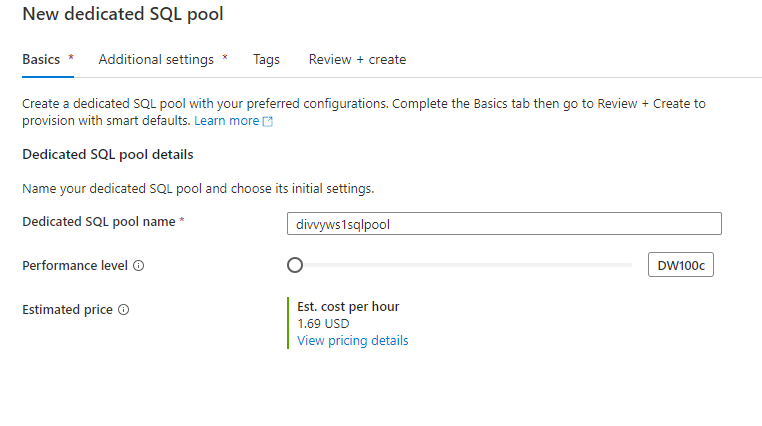 New dedicated SQL pool
Basics * Additional settings * Tags Review + create
Create a dedicated SQL pool with your preferred configurations. Complete the Basics tab then go to Review + Create to
provision with smart defaults. Learn more
Dedicated SQL pool details
Name your dedicated SQL pool and choose its initial settings.
Dedicated SQL pool name * divvyws1sqlpool
Performance level DW100c
Estimated price Est. cost per hour
1.69 USD
View pricing details